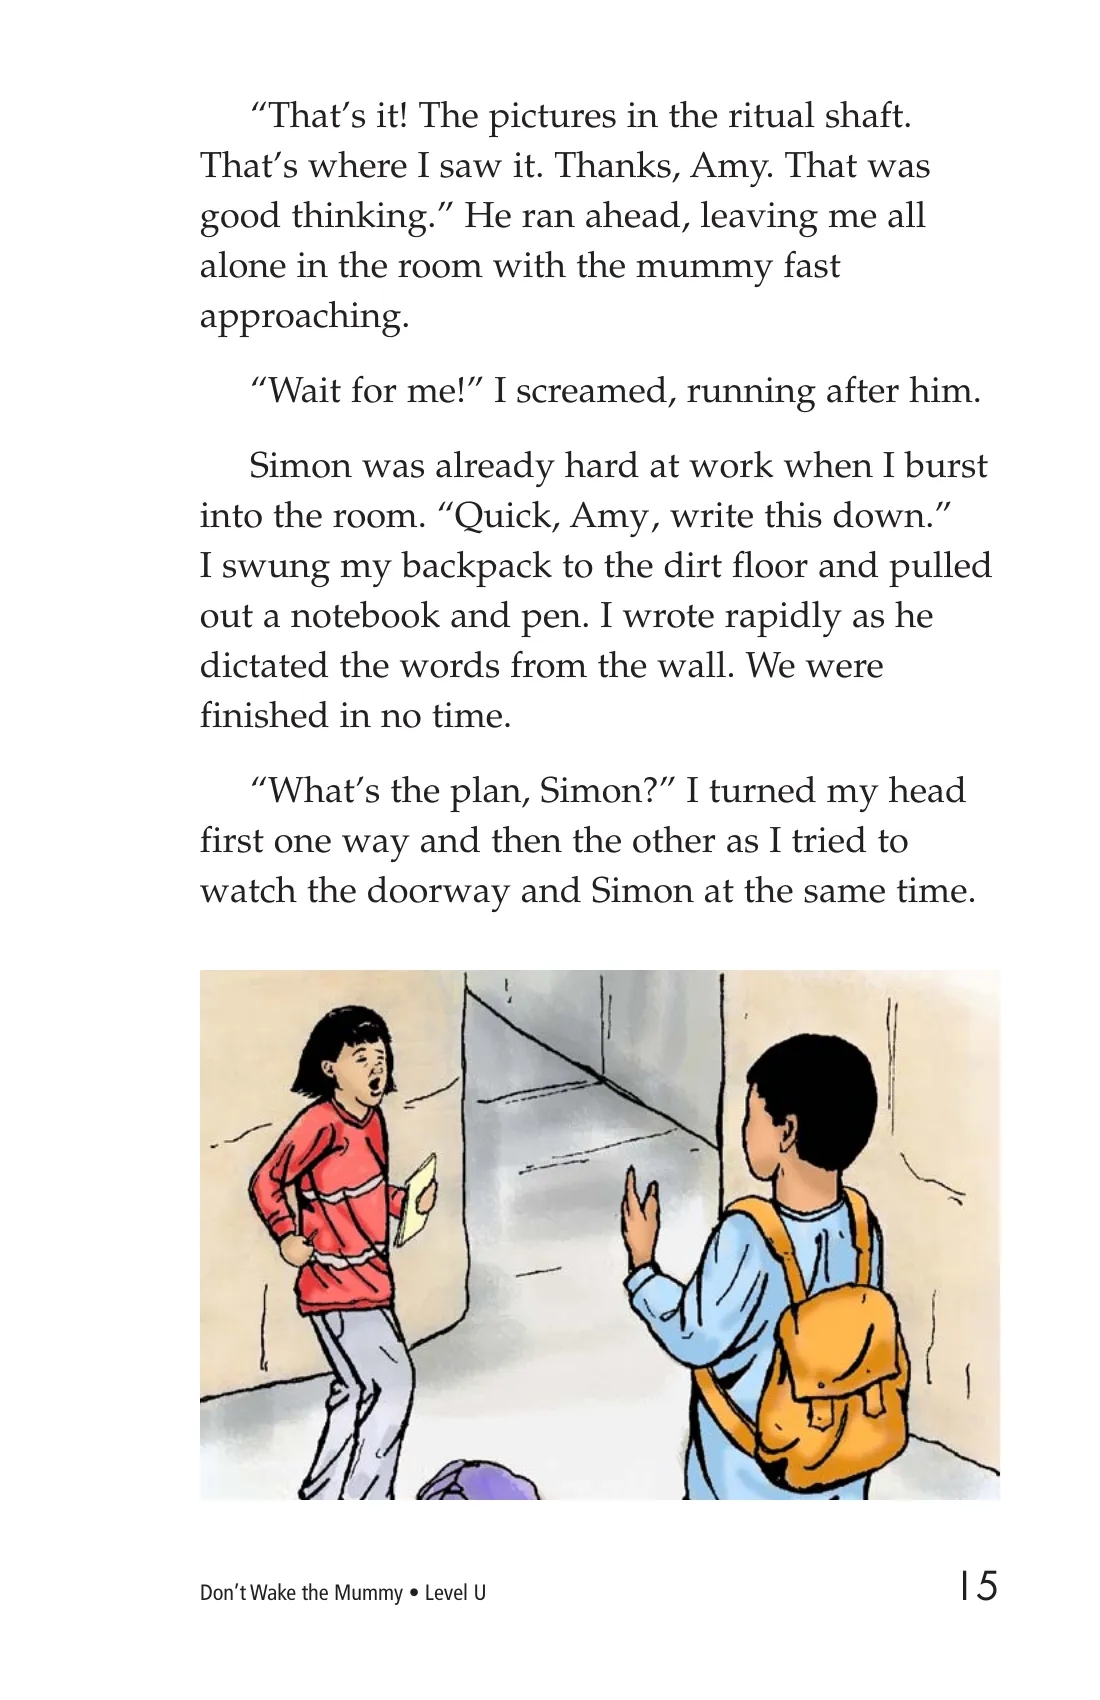 “That’s it! The pictures in the ritual shaft.
That’s where I saw it. Thanks, Amy. That was
good thinking.” He ran ahead, leaving me all
alone in the room with the mummy fast
approaching.
“Wait for me!” I screamed, running after him.
Simon was already hard at work when I burst
into the room. “Quick, Amy, write this down.”
I swung my backpack to the dirt floor and pulled
out a notebook and pen. I wrote rapidly as he
dictated the words from the wall. We were
finished in no time.
“What’s the plan, Simon?” I turned my head
first one way and then the other as I tried to
watch the doorway and Simon at the same time.
Don’t Wake the Mummy • Level U
15